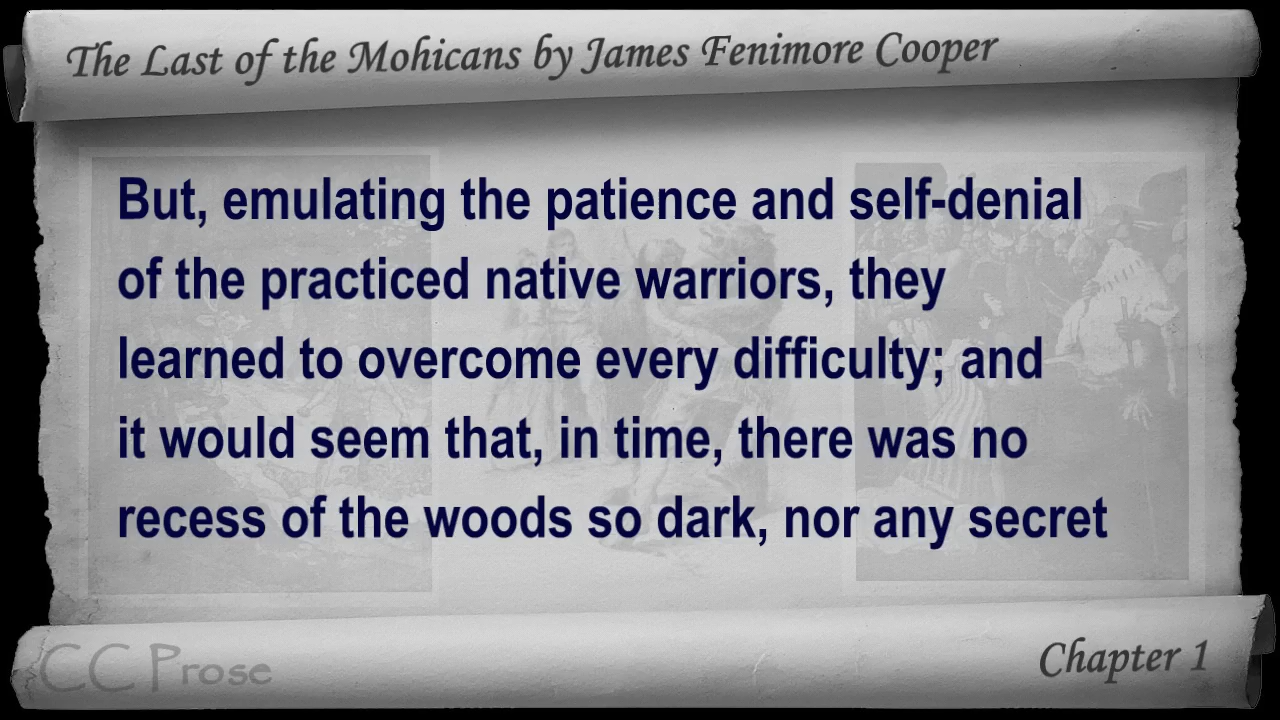 The Last of the Mohicans by James Fenimore Cooper
But, emulating the patience and self-denial
of the practiced native warriors, they
learned to overcome every difficulty; and
it would seem that, in time, there was no
recess of the woods so dark, nor any secret
CC Prose
Chapter 1